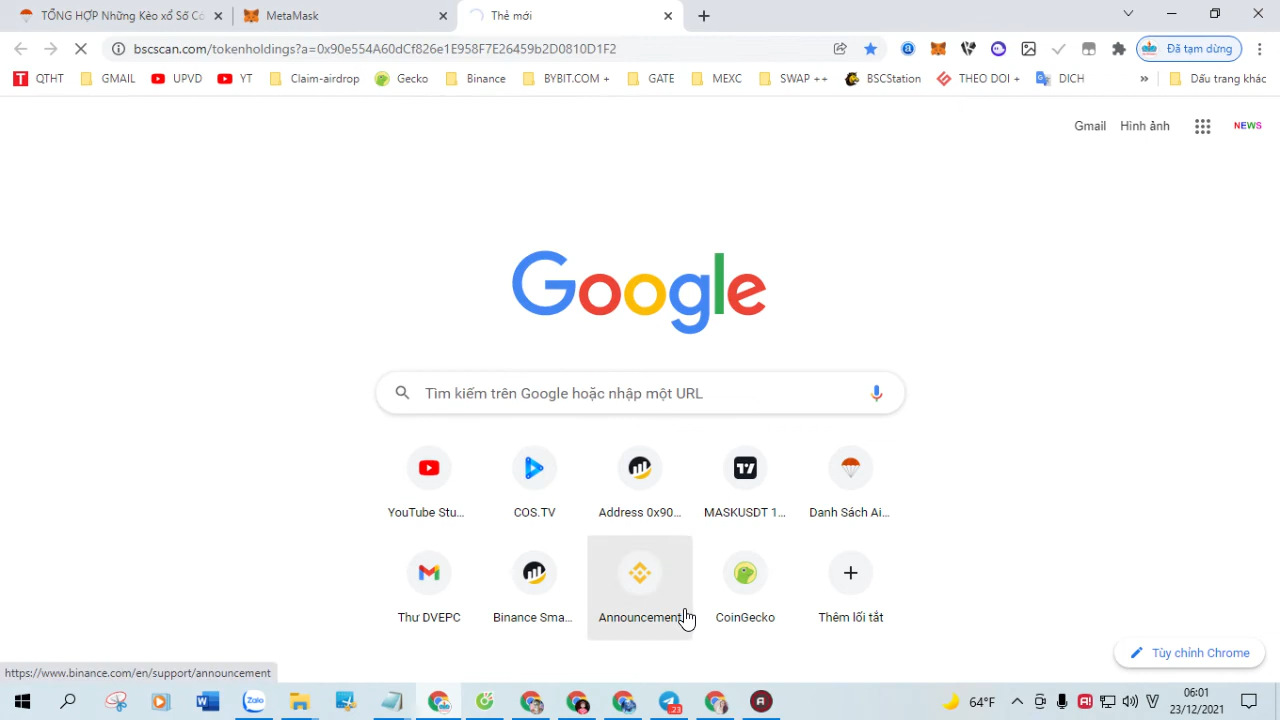 TỔNG HỢP Những Kèo xổ Số Cơ
MetaMask
Thẻ mới
bscscan.com/tokenholdings?a=0x90e554A60dCf826e1E958F7E26459b2D0810D1F2
Đã tạm dừng
QTHT
GMAIL
UPVD
YT
Claim-airdrop
Gecko
Binance
BYBIT.COM +
GATE
MEXC
SWAP ++
BSCStation
THEO DOI +
DICH
»
Dấu trang khác
Gmail
Hình ảnh
NEWS
Google
Tìm kiếm trên Google hoặc nhập một URL
YouTube Stu...
COS.TV
Address 0x90...
MASKUSDT 1...
Danh Sách Ai...
Thư DVEPC
Binance Sma...
Announcement
CoinGecko
Thêm lối tắt
Tùy chỉnh Chrome
https://www.binance.com/en/support/announcement
Zalo
23
64°F
06:01
23/12/2021